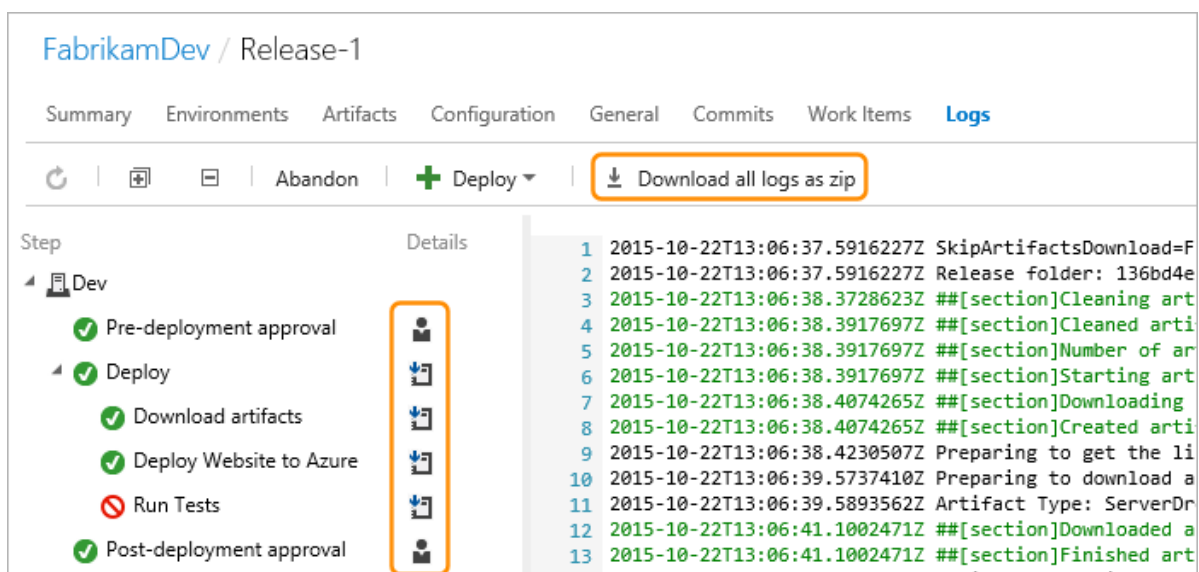 FabrikamDev / Release-1
Summary Environments Artifacts Configuration General Commits Work Items Logs
Abandon Deploy Download all logs as zip
Step Details
Dev
Pre-deployment approval
Deploy
Download artifacts
Deploy Website to Azure
Run Tests
Post-deployment approval
1 2015-10-22T13:06:37.5916227Z SkipArtifactsDownload=F
2 2015-10-22T13:06:37.5916227Z Release folder: 136bd4e
3 2015-10-22T13:06:38.3728623Z ##[section]Cleaning art
4 2015-10-22T13:06:38.3917697Z ##[section]Cleaned arti
5 2015-10-22T13:06:38.3917697Z ##[section]Number of ar
6 2015-10-22T13:06:38.3917697Z ##[section]Starting art
7 2015-10-22T13:06:38.4074265Z ##[section]Downloading
8 2015-10-22T13:06:38.4074265Z ##[section]Created arti
9 2015-10-22T13:06:38.4230507Z Preparing to get the li
10 2015-10-22T13:06:39.5737410Z Preparing to download a
11 2015-10-22T13:06:39.5893562Z Artifact Type: ServerDr
12 2015-10-22T13:06:41.1002471Z ##[section]Downloaded a
13 2015-10-22T13:06:41.1002471Z ##[section]Finished art